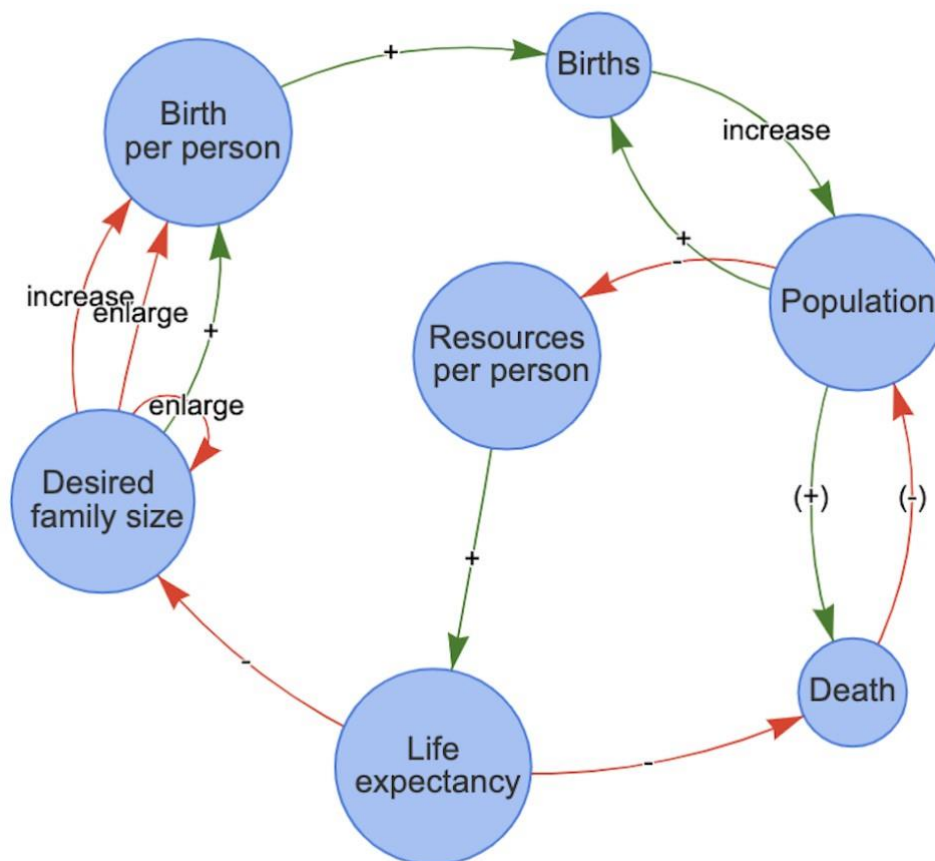 +
Births
Birth
per person
increase
+
-
Population
increase
enlarge
+
Resources
per person
enlarge
Desired
family size
(+)
(-)
+
-
Death
Life
expectancy
-